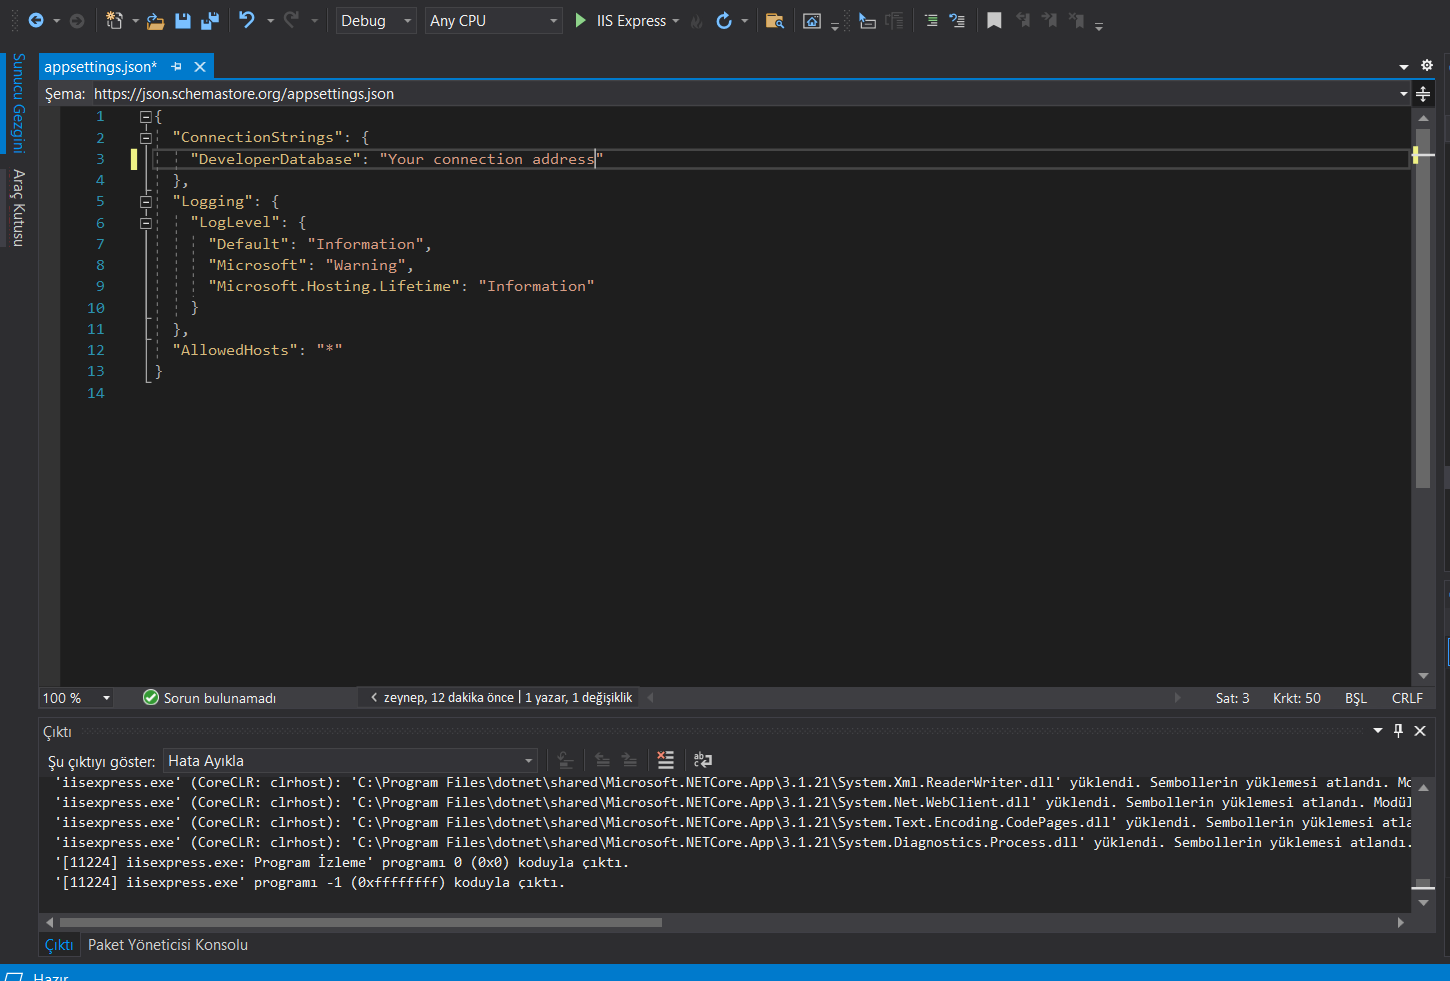 Debug
Any CPU
IIS Express
Sunucu Gezgini
Araç Kutusu
appsettings.json*
Şema: https://json.schemastore.org/appsettings.json
1 {
2 "ConnectionStrings": {
3 "DeveloperDatabase": "Your connection address"
4 },
5 "Logging": {
6 "LogLevel": {
7 "Default": "Information",
8 "Microsoft": "Warning",
9 "Microsoft.Hosting.Lifetime": "Information"
10 }
11 },
12 "AllowedHosts": "*"
13 }
14
100 % Sorun bulunamadı zeynep, 12 dakika önce | 1 yazar, 1 değişiklik Sat: 3 Krkt: 50 BŞL CRLF
Çıktı
Şu çıktıyı göster: Hata Ayıkla
'iisexpress.exe' (CoreCLR: clrhost): 'C:\Program Files\dotnet\shared\Microsoft.NETCore.App\3.1.21\System.Xml.ReaderWriter.dll' yüklendi. Sembollerin yüklemesi atlandı. Mo
'iisexpress.exe' (CoreCLR: clrhost): 'C:\Program Files\dotnet\shared\Microsoft.NETCore.App\3.1.21\System.Net.WebClient.dll' yüklendi. Sembollerin yüklemesi atlandı. Modül
'iisexpress.exe' (CoreCLR: clrhost): 'C:\Program Files\dotnet\shared\Microsoft.NETCore.App\3.1.21\System.Text.Encoding.CodePages.dll' yüklendi. Sembollerin yüklemesi atla
'iisexpress.exe' (CoreCLR: clrhost): 'C:\Program Files\dotnet\shared\Microsoft.NETCore.App\3.1.21\System.Diagnostics.Process.dll' yüklendi. Sembollerin yüklemesi atlandı.
'[11224] iisexpress.exe: Program İzleme' programı 0 (0x0) koduyla çıktı.
'[11224] iisexpress.exe' programı -1 (0xffffffff) koduyla çıktı.
Çıktı Paket Yöneticisi Konsolu
Hazır